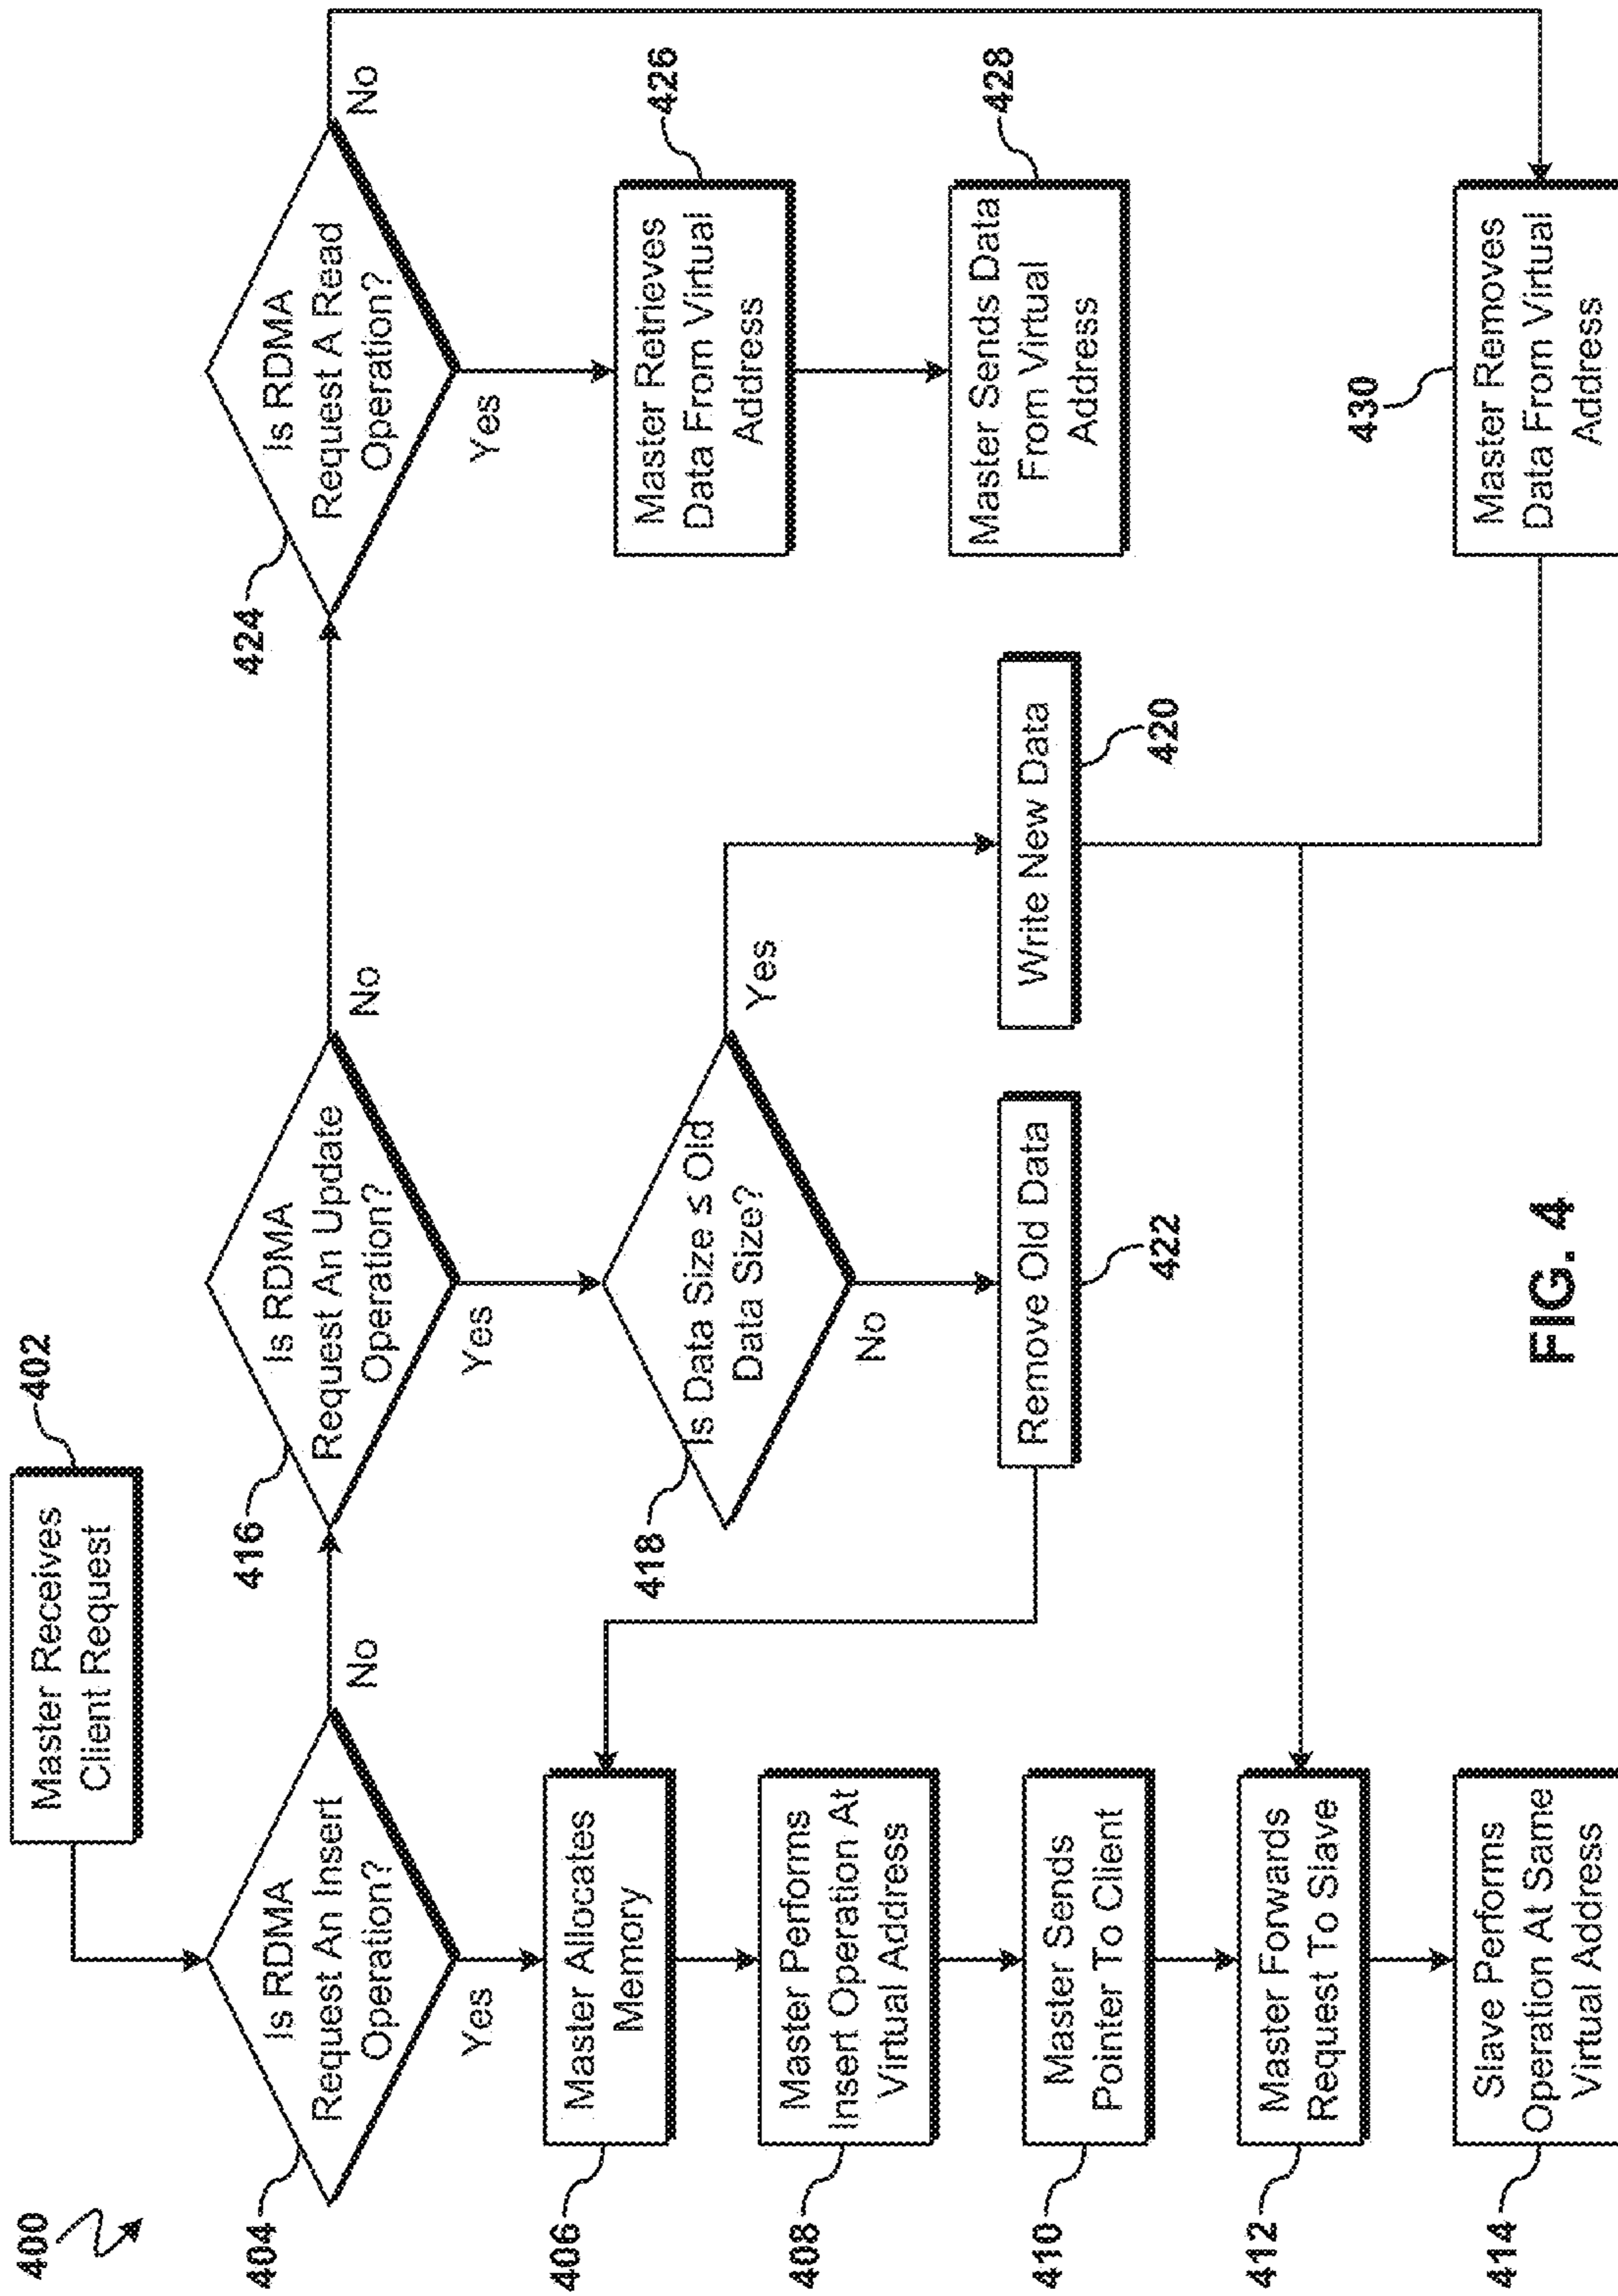 400
402
Master Receives
Client Request
404
Is RDMA
Request An Insert
Operation?
No
Yes
416
Is RDMA
Request An Update
Operation?
No
Yes
424
Is RDMA
Request A Read
Operation?
No
Yes
406
Master Allocates
Memory
418
Is Data Size ≤ Old
Data Size?
Yes
No
Master Retrieves
Data From Virtual
Address
426
408
Master Performs
Insert Operation At
Virtual Address
410
Master Sends
Pointer To Client
Remove Old Data
422
Write New Data
420
Master Sends Data
From Virtual
Address
428
412
Master Forwards
Request To Slave
414
Slave Performs
Operation At Same
Virtual Address
430
Master Removes
Data From Virtual
Address
FIG. 4